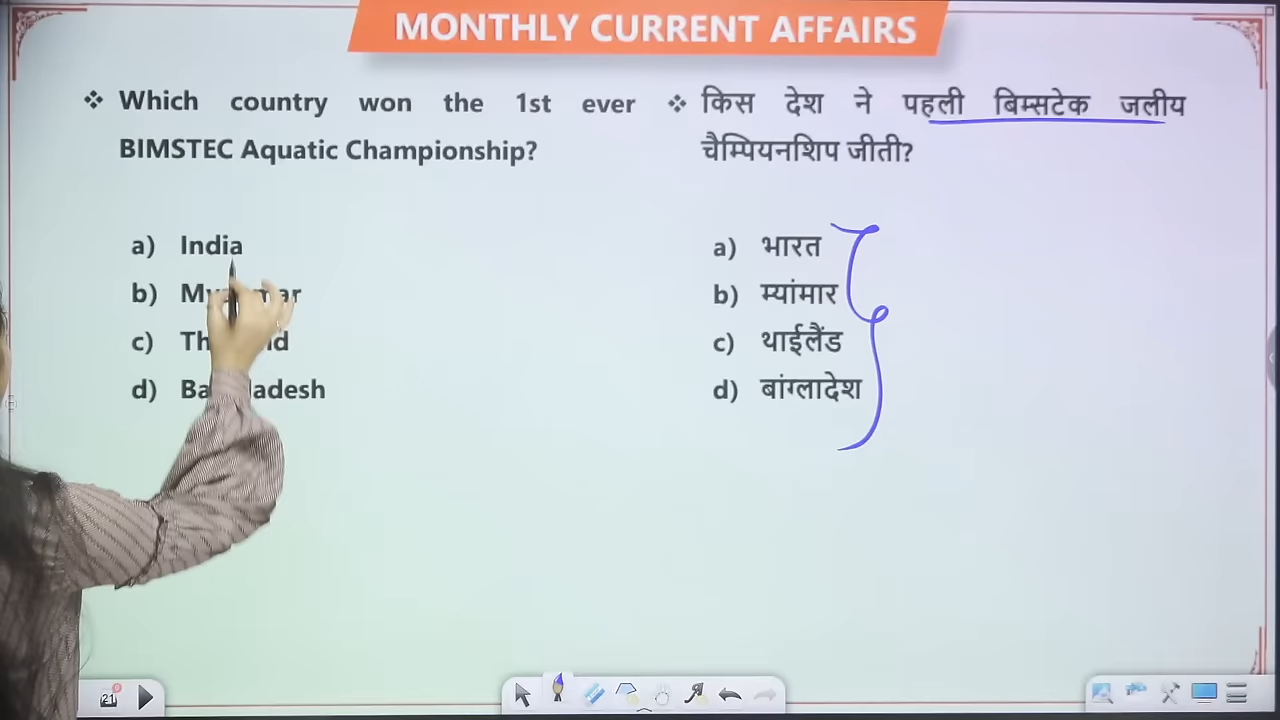 MONTHLY CURRENT AFFAIRS
❖ Which country won the 1st ever
BIMSTEC Aquatic Championship?
a) India
b)
c)
d)
❖ किस देश ने पहली बिम्सटेक जलीय
चैम्पियनशिप जीती?
a) भारत
b) म्यांमार
c) थाईलैंड
d) बांग्लादेश
21